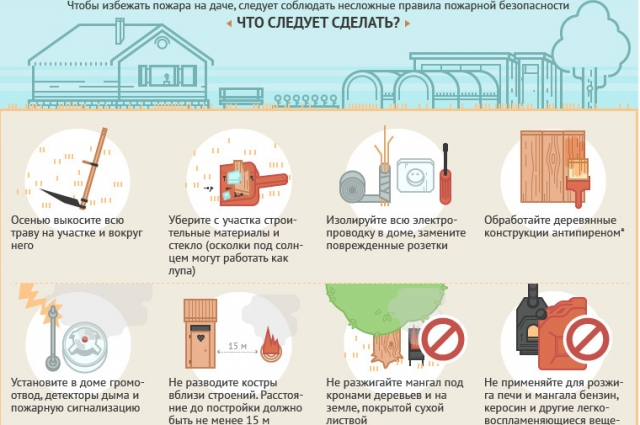 Чтобы избежать пожара на даче, следует соблюдать несложные правила пожарной безопасности
ЧТО СЛЕДУЕТ СДЕЛАТЬ?
Осенью выкосите всю
траву на участке и вокруг
него
Уберите с участка строи-
тельные материалы и
стекло (осколки под солн-
цем могут работать как
лупа)
Изолируйте всю электро-
проводку в доме, замените
поврежденные розетки
Обработайте деревянные
конструкции антипиреном*
Установите в доме громо-
отвод, детекторы дыма и
пожарную сигнализацию
15 м
Не разводите костры
вблизи строений. Расстоя-
ние до постройки должно
быть не менее 15 м
Не разжигайте мангал под
кронами деревьев и на
земле, покрытой сухой
листвой
Не применяйте для розжи-
га печи и мангала бензин,
керосин и другие легко-
воспламеняющиеся веще-